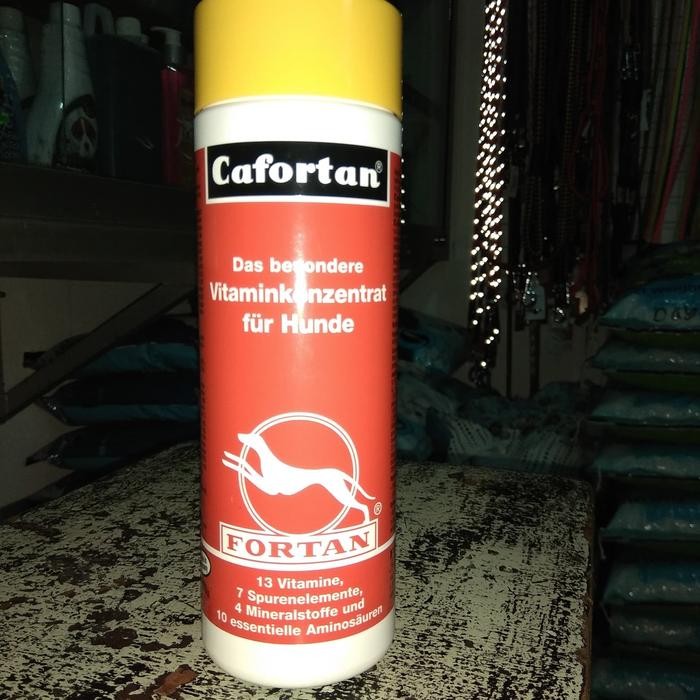 Cafortan®
Das besondere
Vitaminkonzentrat
für Hunde
®
FORTAN
13 Vitamine,
7 Spurenelemente,
4 Mineralstoffe und
10 essentielle Aminosäuren